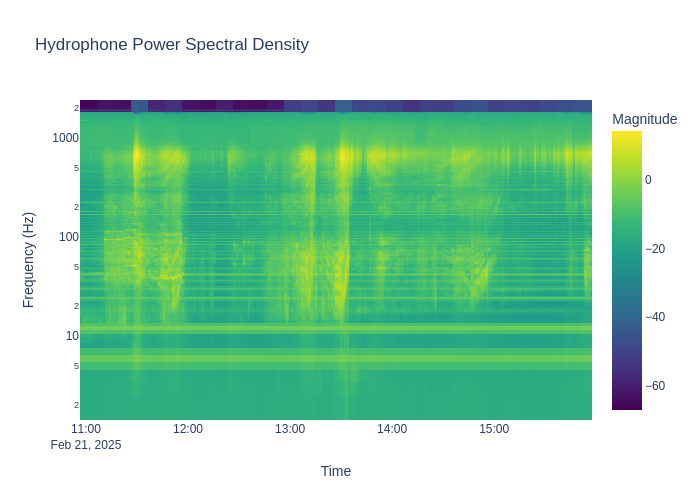 Hydrophone Power Spectral Density
Magnitude
2
1000
5
2
100
5
2
10
5
2
0
−20
−40
−60
Frequency (Hz)
11:00 12:00 13:00 14:00 15:00
Feb 21, 2025
Time